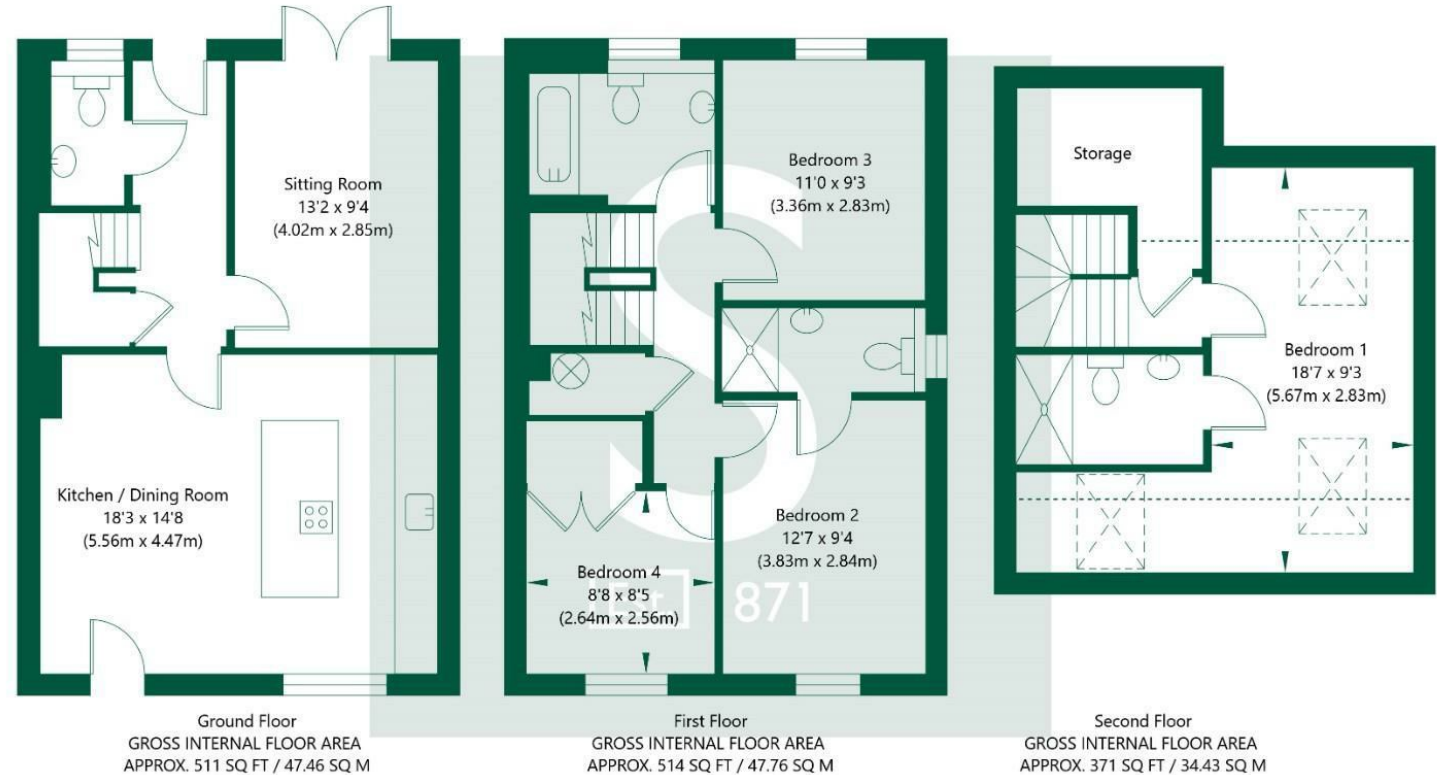 Sitting Room
13'2 x 9'4
(4.02m x 2.85m)
Kitchen / Dining Room
18'3 x 14'8
(5.56m x 4.47m)
Ground Floor
GROSS INTERNAL FLOOR AREA
APPROX. 511 SQ FT / 47.46 SQ M
Bedroom 3
11'0 x 9'3
(3.36m x 2.83m)
Bedroom 2
12'7 x 9'4
(3.83m x 2.84m)
Bedroom 4
8'8 x 8'5
(2.64m x 2.56m)
S
Est. 871
First Floor
GROSS INTERNAL FLOOR AREA
APPROX. 514 SQ FT / 47.76 SQ M
Storage
Bedroom 1
18'7 x 9'3
(5.67m x 2.83m)
Second Floor
GROSS INTERNAL FLOOR AREA
APPROX. 371 SQ FT / 34.43 SQ M